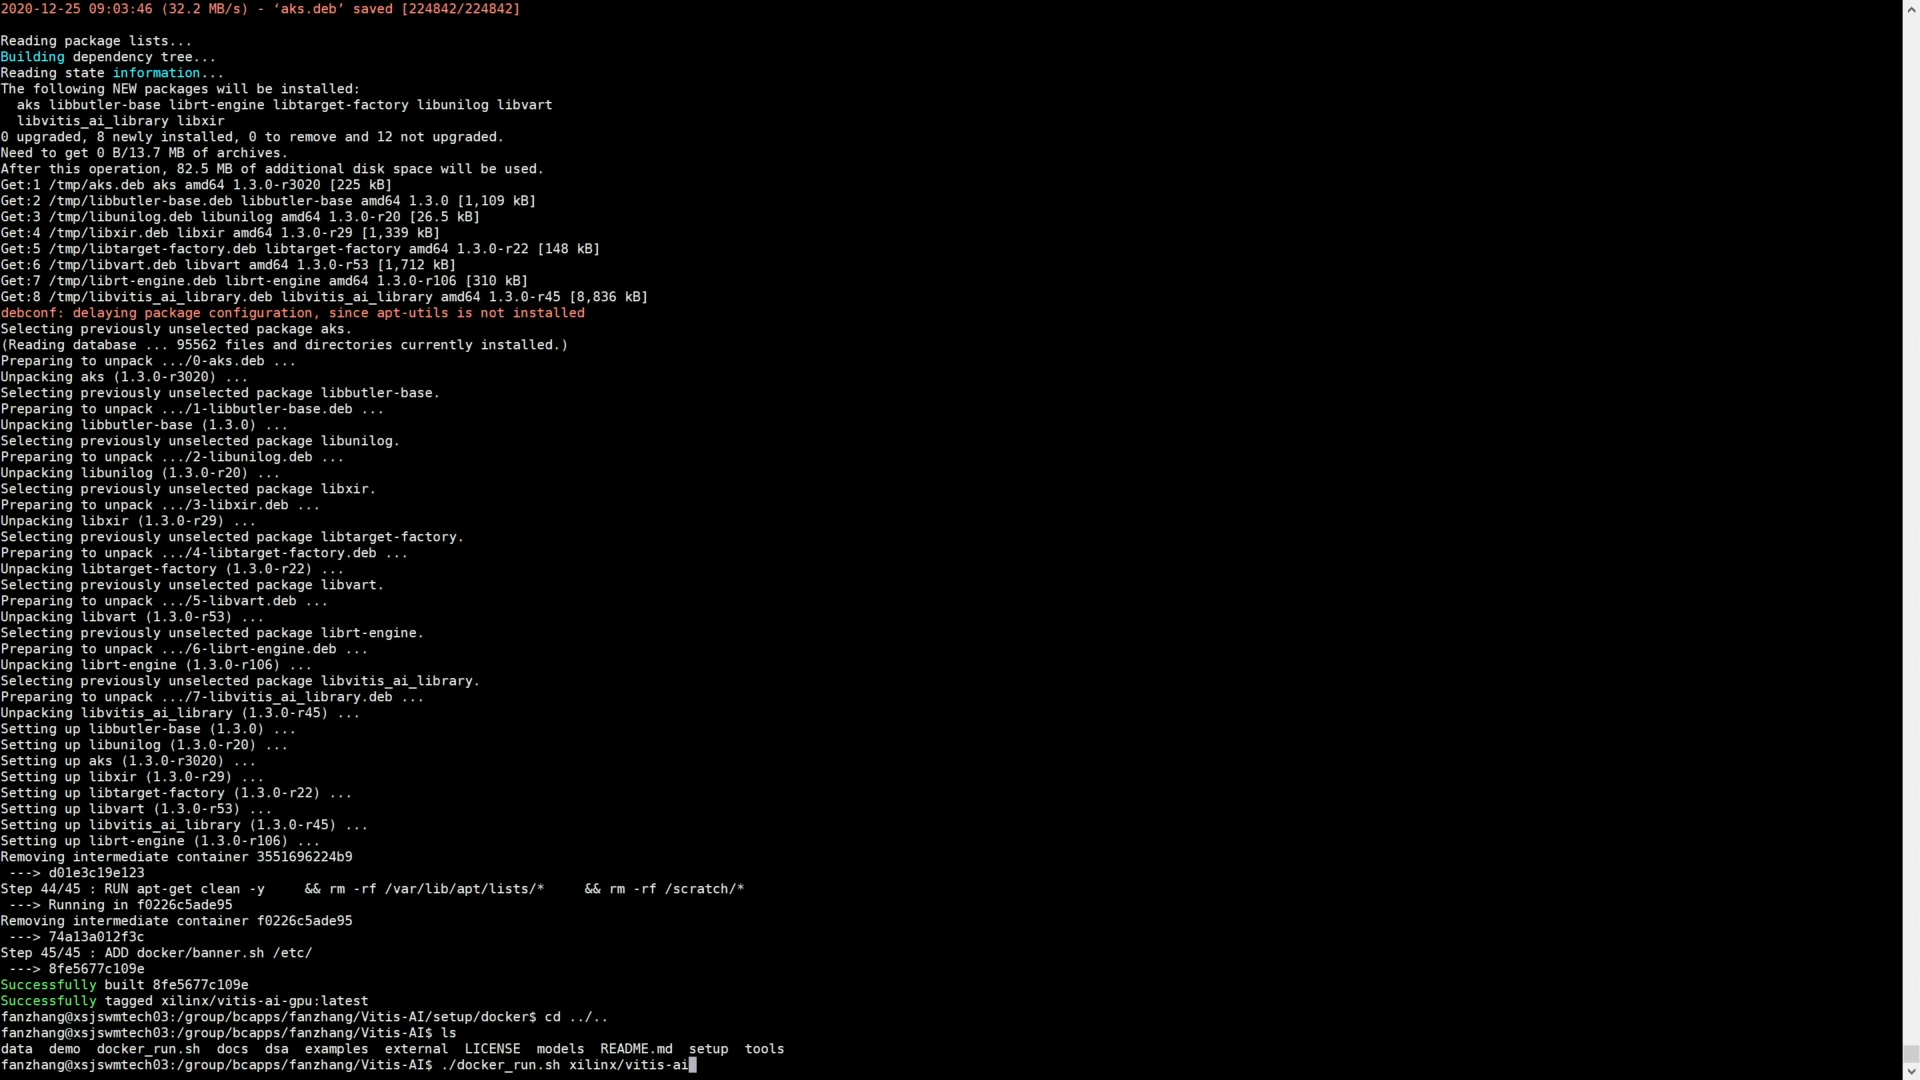 2020-12-25 09:03:46 (32.2 MB/s) - ‘aks.deb’ saved [224842/224842]
Reading package lists...
Building dependency tree...
Reading state information...
The following NEW packages will be installed:
  aks libbutler-base librt-engine libtarget-factory libunilog libvart
  libvitis_ai_library libxir
0 upgraded, 8 newly installed, 0 to remove and 12 not upgraded.
Need to get 0 B/13.7 MB of archives.
After this operation, 82.5 MB of additional disk space will be used.
Get:1 /tmp/aks.deb aks amd64 1.3.0-r3020 [225 kB]
Get:2 /tmp/libbutler-base.deb libbutler-base amd64 1.3.0 [1,109 kB]
Get:3 /tmp/libunilog.deb libunilog amd64 1.3.0-r20 [26.5 kB]
Get:4 /tmp/libxir.deb libxir amd64 1.3.0-r29 [1,339 kB]
Get:5 /tmp/libtarget-factory.deb libtarget-factory amd64 1.3.0-r22 [148 kB]
Get:6 /tmp/libvart.deb libvart amd64 1.3.0-r53 [1,712 kB]
Get:7 /tmp/librt-engine.deb librt-engine amd64 1.3.0-r106 [310 kB]
Get:8 /tmp/libvitis_ai_library.deb libvitis_ai_library amd64 1.3.0-r45 [8,836 kB]
debconf: delaying package configuration, since apt-utils is not installed
Selecting previously unselected package aks.
(Reading database ... 95562 files and directories currently installed.)
Preparing to unpack .../0-aks.deb ...
Unpacking aks (1.3.0-r3020) ...
Selecting previously unselected package libbutler-base.
Preparing to unpack .../1-libbutler-base.deb ...
Unpacking libbutler-base (1.3.0) ...
Selecting previously unselected package libunilog.
Preparing to unpack .../2-libunilog.deb ...
Unpacking libunilog (1.3.0-r20) ...
Selecting previously unselected package libxir.
Preparing to unpack .../3-libxir.deb ...
Unpacking libxir (1.3.0-r29) ...
Selecting previously unselected package libtarget-factory.
Preparing to unpack .../4-libtarget-factory.deb ...
Unpacking libtarget-factory (1.3.0-r22) ...
Selecting previously unselected package libvart.
Preparing to unpack .../5-libvart.deb ...
Unpacking libvart (1.3.0-r53) ...
Selecting previously unselected package librt-engine.
Preparing to unpack .../6-librt-engine.deb ...
Unpacking librt-engine (1.3.0-r106) ...
Selecting previously unselected package libvitis_ai_library.
Preparing to unpack .../7-libvitis_ai_library.deb ...
Unpacking libvitis_ai_library (1.3.0-r45) ...
Setting up libbutler-base (1.3.0) ...
Setting up libunilog (1.3.0-r20) ...
Setting up aks (1.3.0-r3020) ...
Setting up libxir (1.3.0-r29) ...
Setting up libtarget-factory (1.3.0-r22) ...
Setting up libvart (1.3.0-r53) ...
Setting up libvitis_ai_library (1.3.0-r45) ...
Setting up librt-engine (1.3.0-r106) ...
Removing intermediate container 3551696224b9
 ---> d01e3c19e123
Step 44/45 : RUN apt-get clean -y     && rm -rf /var/lib/apt/lists/*     && rm -rf /scratch/*
 ---> Running in f0226c5ade95
Removing intermediate container f0226c5ade95
 ---> 74a13a012f3c
Step 45/45 : ADD docker/banner.sh /etc/
 ---> 8fe5677c109e
Successfully built 8fe5677c109e
Successfully tagged xilinx/vitis-ai-gpu:latest
fanzhang@xsjswmtech03:/group/bcapps/fanzhang/Vitis-AI/setup/docker$ cd ../..
fanzhang@xsjswmtech03:/group/bcapps/fanzhang/Vitis-AI$ ls
data  demo  docker_run.sh  docs  dsa  examples  external  LICENSE  models  README.md  setup  tools
fanzhang@xsjswmtech03:/group/bcapps/fanzhang/Vitis-AI$ ./docker_run.sh xilinx/vitis-ai